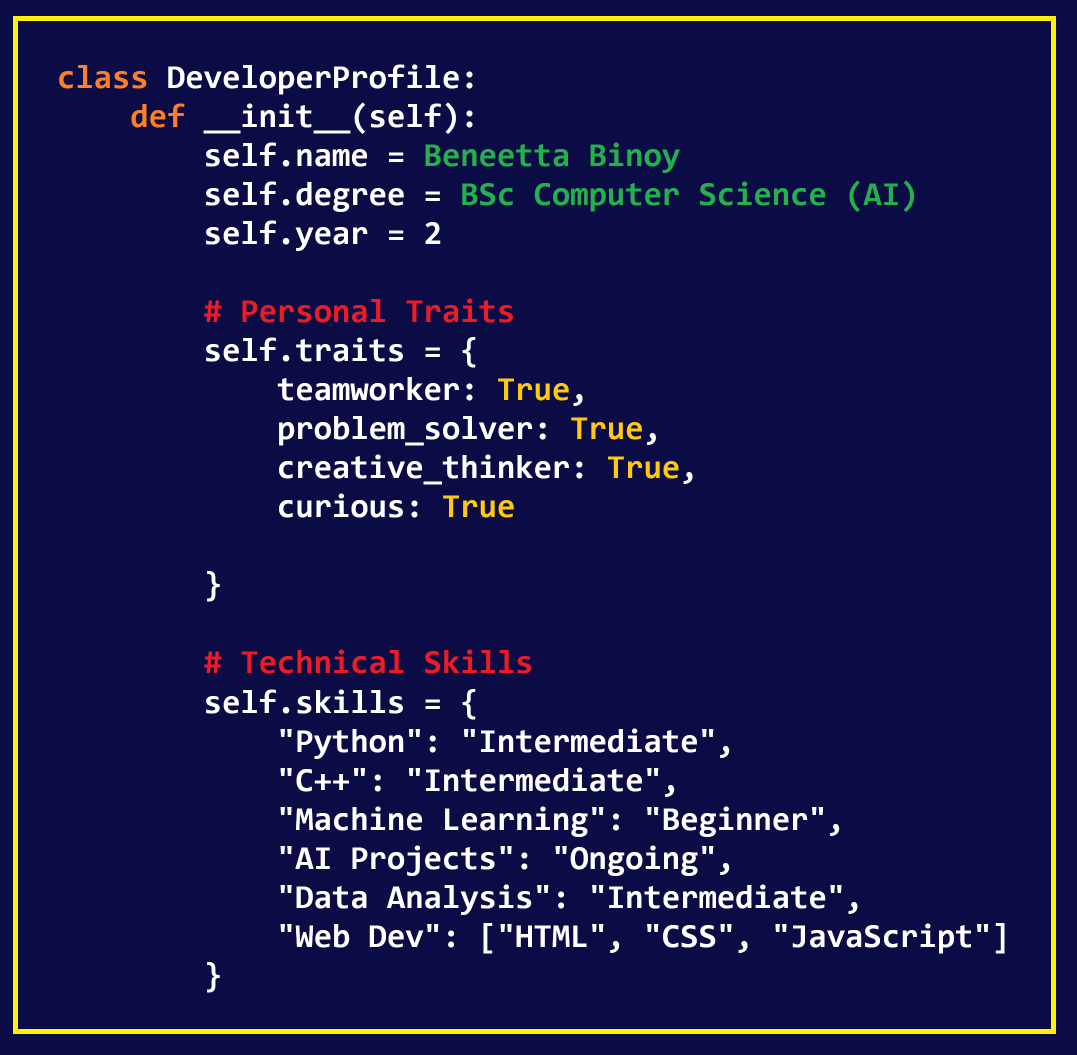 class DeveloperProfile:
    def __init__(self):
        self.name = Beneetta Binoy
        self.degree = BSc Computer Science (AI)
        self.year = 2

        # Personal Traits
        self.traits = {
            teamworker: True,
            problem_solver: True,
            creative_thinker: True,
            curious: True

        }

        # Technical Skills
        self.skills = {
            "Python": "Intermediate",
            "C++": "Intermediate",
            "Machine Learning": "Beginner",
            "AI Projects": "Ongoing",
            "Data Analysis": "Intermediate",
            "Web Dev": ["HTML", "CSS", "JavaScript"]
        }